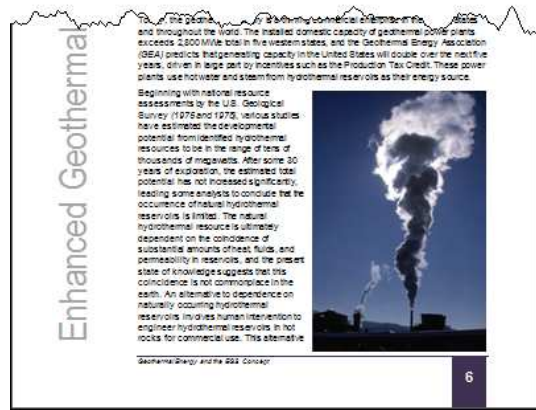 Enhanced Geothermal
and throughout the world. The installed domestic capacity of geothermal power plants
exceeds 2,800 MWe total in five western states, and the Geothermal Energy Association
(GEA) predicts that generating capacity in the United States will double over the next five
years, driven in large part by incentives such as the Production Tax Credit. These power
plants use hot water and steam from hydrothermal reservoirs as their energy source.
Beginning with national resource
assessments by the U.S. Geological
Survey (1976 and 1975), various studies
have estimated the developmental
potential from identified hydrothermal
resources to be in the range of tens of
thousands of megawatts. After some 30
years of exploration, the estimated total
potential has not increased significantly,
leading some analysts to conclude that the
occurrence of natural hydrothermal
reservoirs is limited. The natural
hydrothermal resource is ultimately
dependent on the coincidence of
substantial amounts of heat, fluids, and
permeability in reservoirs, and the present
state of knowledge suggests that this
coincidence is not commonplace in the
earth. An alternative to dependence on
naturally occurring hydrothermal
reservoirs involves human intervention to
engineer hydrothermal reservoirs in hot
rocks for commercial use. This alternative
Geothermal Energy and the EGS Concept
6